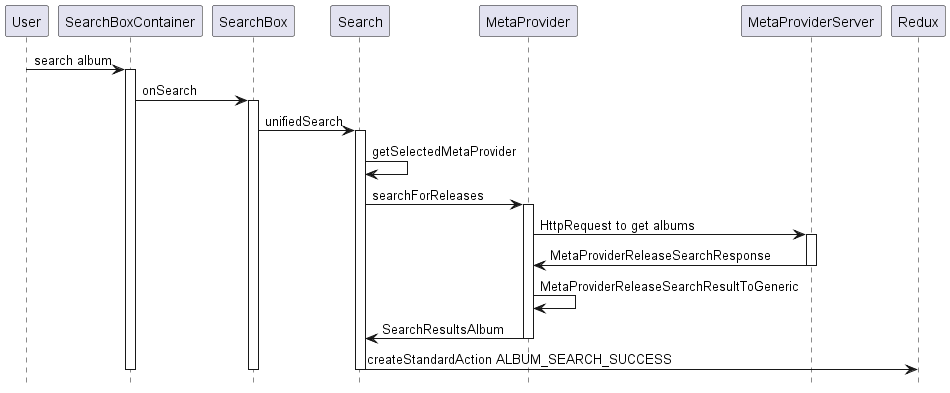 User
SearchBoxContainer
SearchBox
Search
MetaProvider
MetaProviderServer
Redux
search album
onSearch
unifiedSearch
getSelectedMetaProvider
searchForReleases
HttpRequest to get albums
MetaProviderReleaseSearchResponse
MetaProviderReleaseSearchResultToGeneric
SearchResultsAlbum
createStandardAction ALBUM_SEARCH_SUCCESS